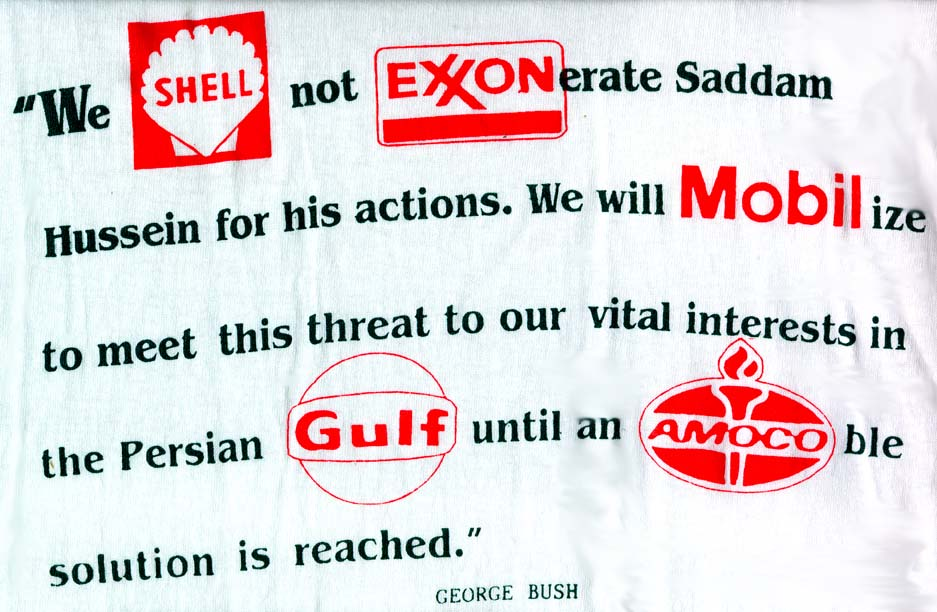 "We SHELL not EXXONerate Saddam
Hussein for his actions. We will Mobilize
to meet this threat to our vital interests in
the Persian Gulf until an AMOCOble
solution is reached."
GEORGE BUSH